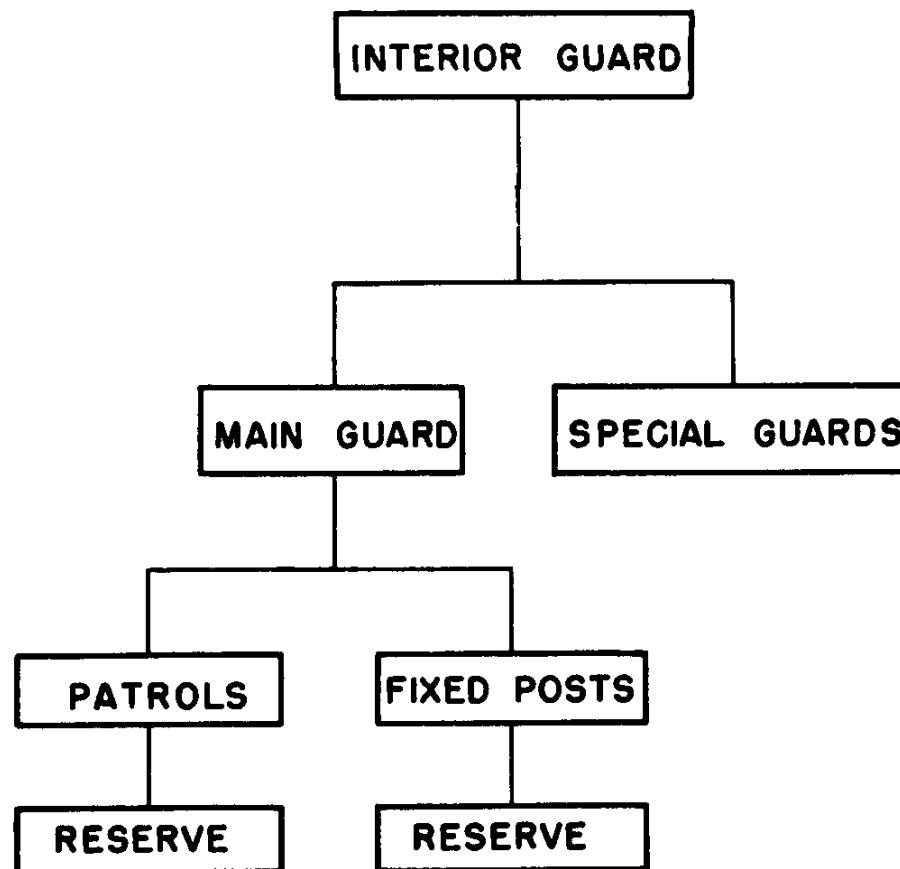 INTERIOR GUARD
MAIN GUARD
SPECIAL GUARDS
PATROLS
FIXED POSTS
RESERVE
RESERVE